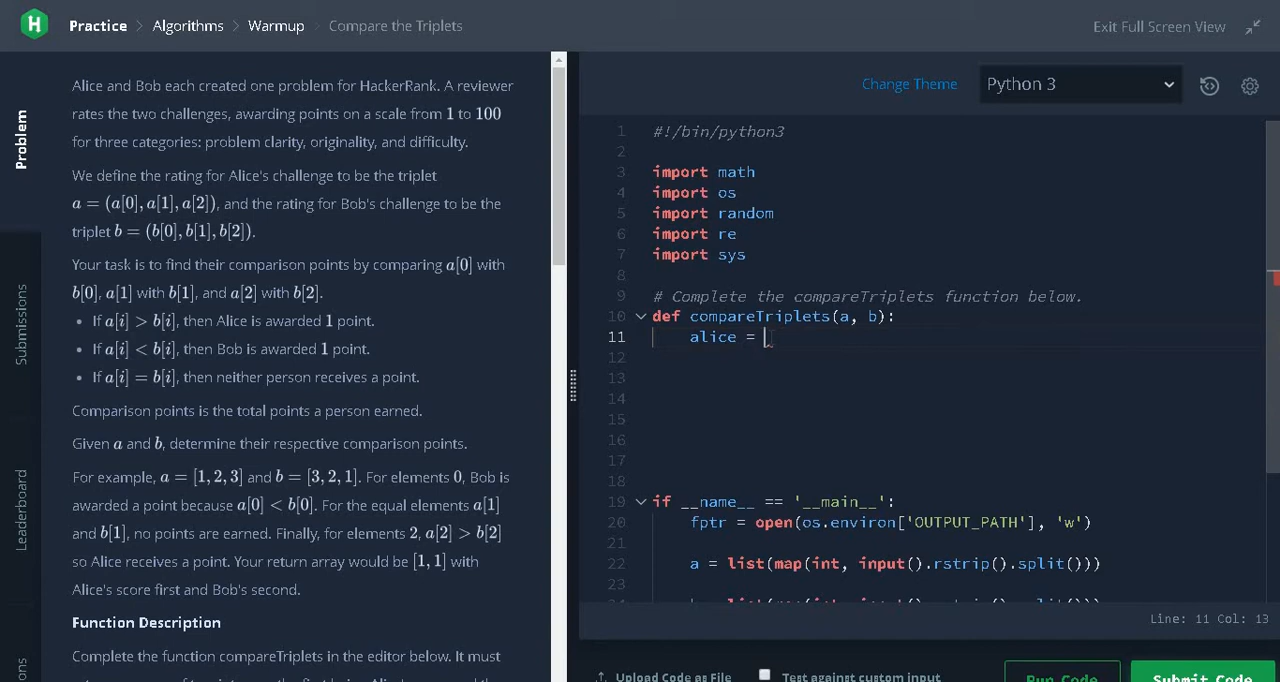 H Practice > Algorithms > Warmup > Compare the Triplets
Exit Full Screen View
Problem
Submissions
Leaderboard
Alice and Bob each created one problem for HackerRank. A reviewer
rates the two challenges, awarding points on a scale from 1 to 100
for three categories: problem clarity, originality, and difficulty.
We define the rating for Alice's challenge to be the triplet
a = (a[0], a[1], a[2]), and the rating for Bob's challenge to be the
triplet b = (b[0], b[1], b[2]).
Your task is to find their comparison points by comparing a[0] with
b[0], a[1] with b[1], and a[2] with b[2].
• If a[i] > b[i], then Alice is awarded 1 point.
• If a[i] < b[i], then Bob is awarded 1 point.
• If a[i] = b[i], then neither person receives a point.
Comparison points is the total points a person earned.
Given a and b, determine their respective comparison points.
For example, a = [1, 2, 3] and b = [3, 2, 1]. For elements 0, Bob is
awarded a point because a[0] < b[0]. For the equal elements a[1]
and b[1], no points are earned. Finally, for elements 2, a[2] > b[2]
so Alice receives a point. Your return array would be [1, 1] with
Alice's score first and Bob's second.
Function Description
Complete the function compareTriplets in the editor below. It must
Change Theme
Python 3
1 #!/bin/python3
2
3 import math
4 import os
5 import random
6 import re
7 import sys
8
9 # Complete the compareTriplets function below.
10 def compareTriplets(a, b):
11 alice =
12
13
14
15
16
17
18
19 if __name__ == '__main__':
20 fptr = open(os.environ['OUTPUT_PATH'], 'w')
21
22 a = list(map(int, input().rstrip().split()))
23
Line: 11 Col: 13
Upload Code as File
Test against custom input
Run Code
Submit Code